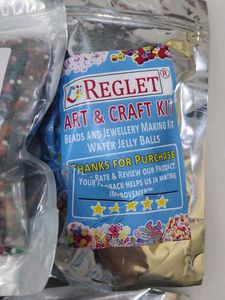 REGLET®
ART & CRAFT KIT
BEADS AND JEWELLERY MAKING KIT
WATER JELLY BALLS
THANKS FOR PURCHASE
RATE & REVIEW OUR PRODUCT.
YOUR FEEDBACK HELPS US IN MAKING
IMPROVEMENTS